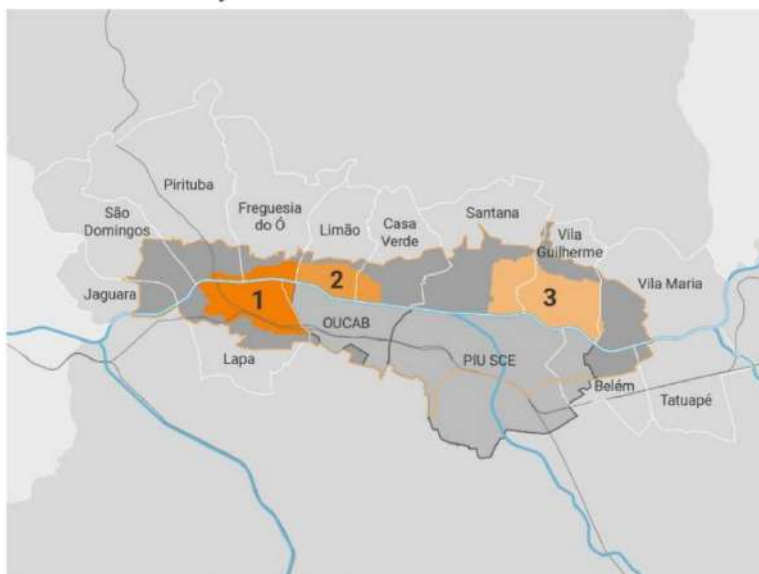 Pirituba
São
Domingos
Freguesia
do Ó
Limão
Casa
Verde
Santana
Vila
Guilherme
Vila Maria
Jaguara
1
2
3
OUCAB
Lapa
PIU SCE
Belém
Tatuapé